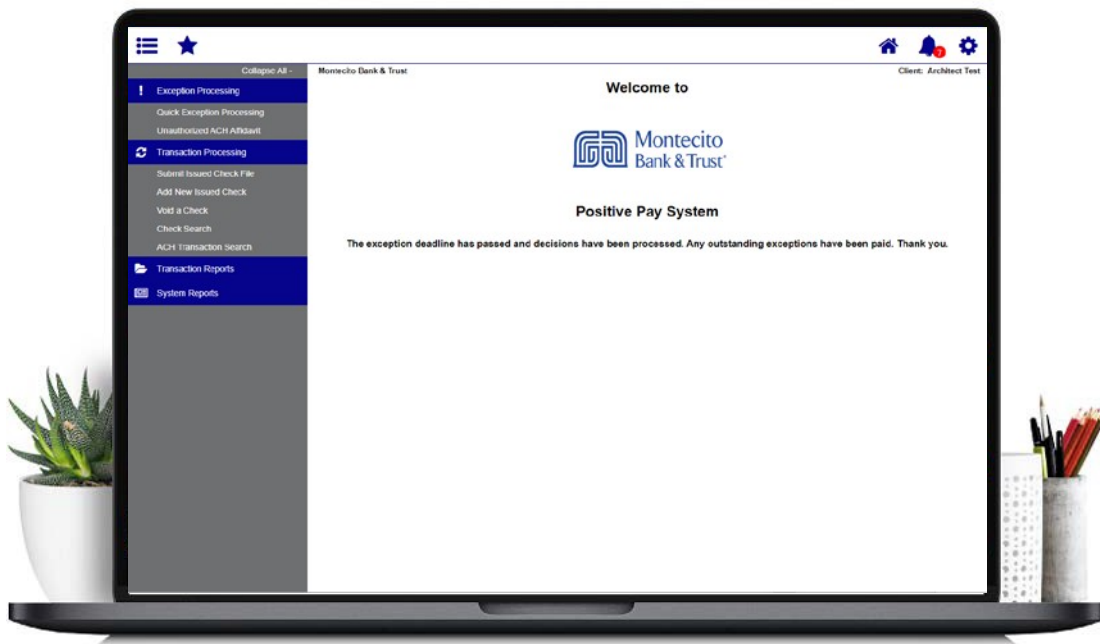 7
Collapse All -
Montecito Bank & Trust
Client: Architect Test
! Exception Processing
Quick Exception Processing
Unauthorized ACH Affidavit
Transaction Processing
Submit Issued Check File
Add New Issued Check
Void a Check
Check Search
ACH Transaction Search
Transaction Reports
System Reports
Welcome to
Montecito
Bank & Trust
Positive Pay System
The exception deadline has passed and decisions have been processed. Any outstanding exceptions have been paid. Thank you.